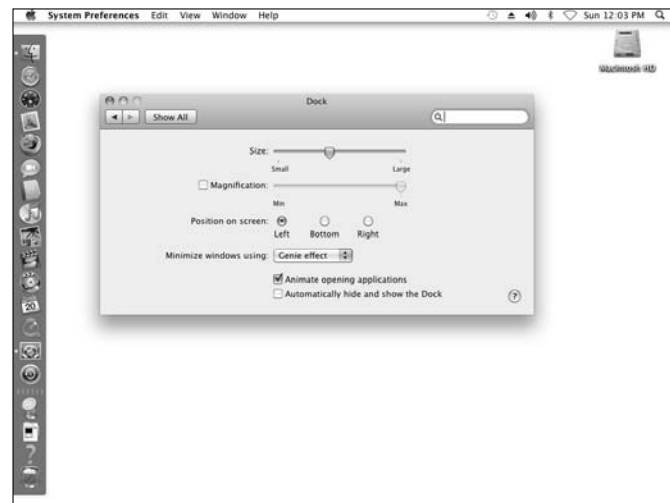 System Preferences Edit View Window Help Sun 12:03 PM
Macintosh HD
Dock
Show All
Size:
Small Large
Magnification:
Min Max
Position on screen:
Left Bottom Right
Minimize windows using: Genie effect
Animate opening applications
Automatically hide and show the Dock
?
20